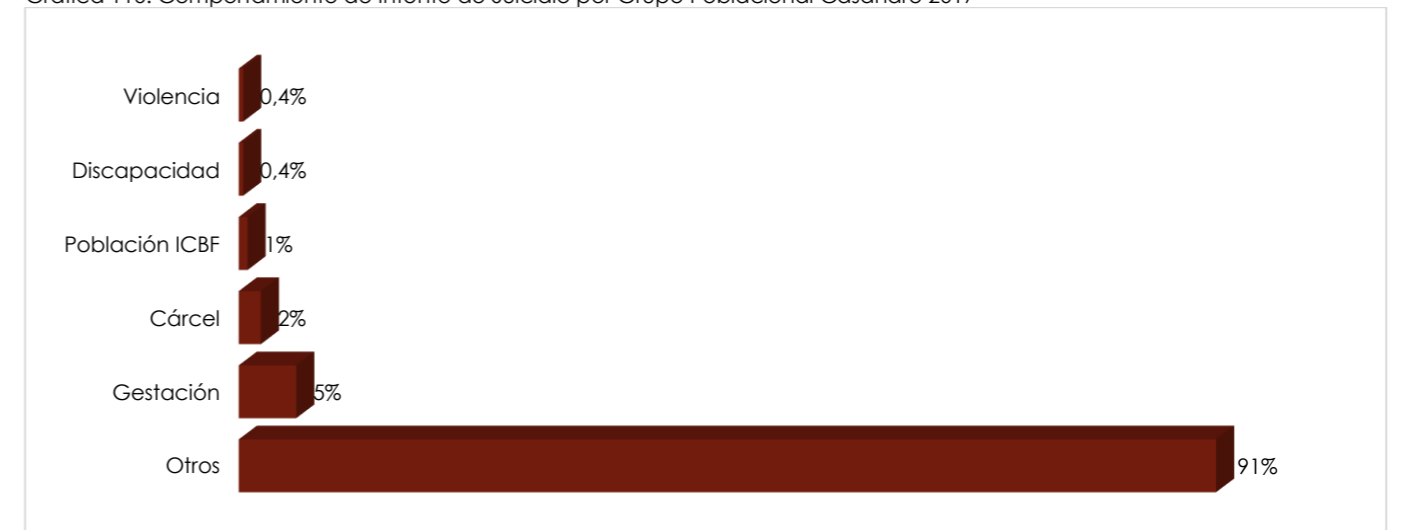 Violencia 0,4%
Discapacidad 0,4%
Población ICBF 1%
Cárcel 2%
Gestación 5%
Otros 91%